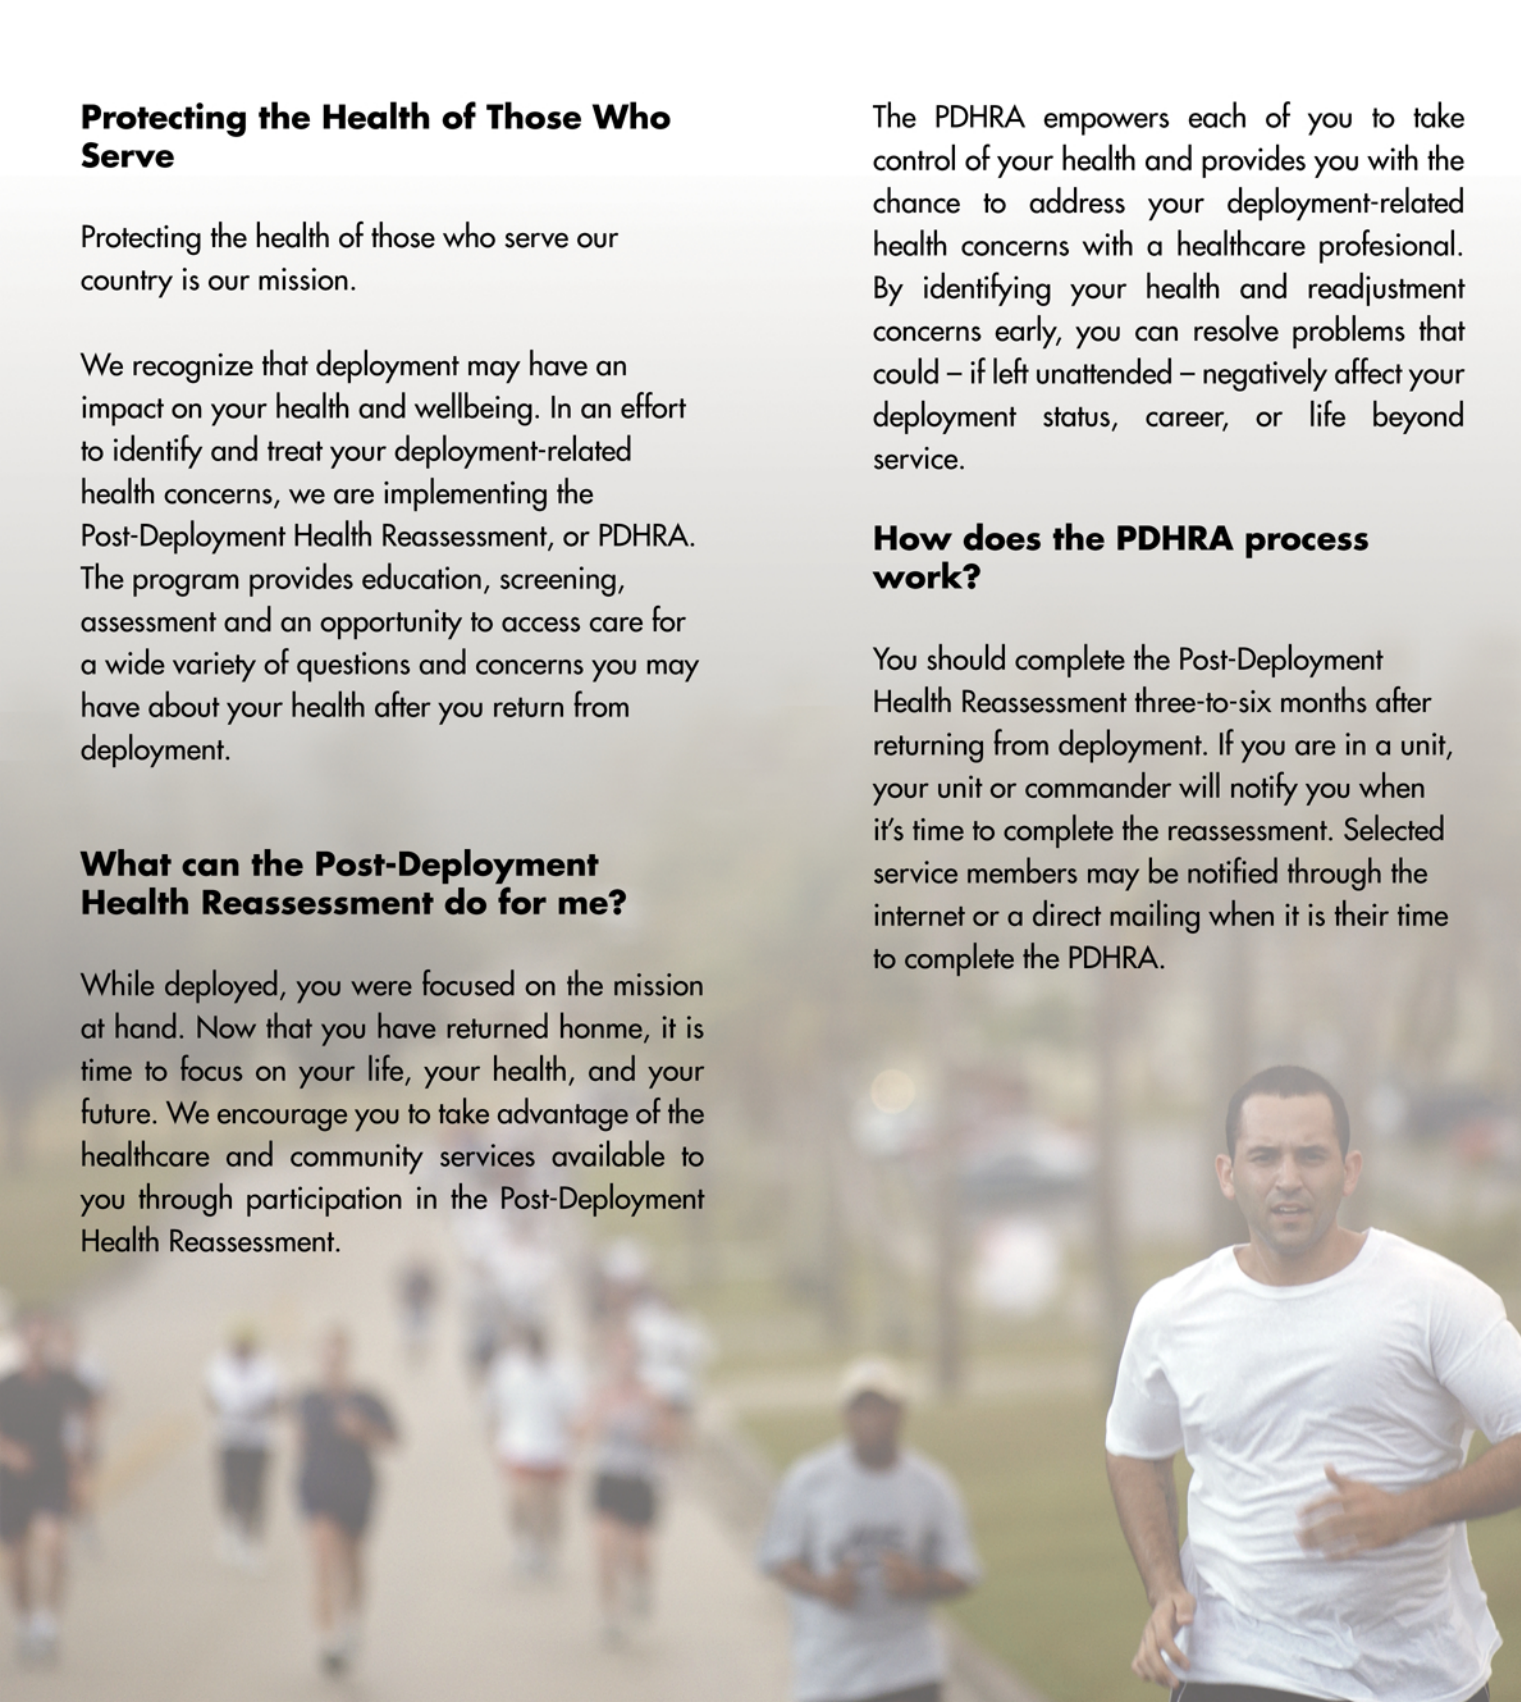 Protecting the Health of Those Who
Serve
Protecting the health of those who serve our
country is our mission.
We recognize that deployment may have an
impact on your health and wellbeing. In an effort
to identify and treat your deployment-related
health concerns, we are implementing the
Post-Deployment Health Reassessment, or PDHRA.
The program provides education, screening,
assessment and an opportunity to access care for
a wide variety of questions and concerns you may
have about your health after you return from
deployment.
What can the Post-Deployment
Health Reassessment do for me?
While deployed, you were focused on the mission
at hand. Now that you have returned honme, it is
time to focus on your life, your health, and your
future. We encourage you to take advantage of the
healthcare and community services available to
you through participation in the Post-Deployment
Health Reassessment.
The PDHRA empowers each of you to take
control of your health and provides you with the
chance to address your deployment-related
health concerns with a healthcare profesional.
By identifying your health and readjustment
concerns early, you can resolve problems that
could – if left unattended – negatively affect your
deployment status, career, or life beyond
service.
How does the PDHRA process
work?
You should complete the Post-Deployment
Health Reassessment three-to-six months after
returning from deployment. If you are in a unit,
your unit or commander will notify you when
it's time to complete the reassessment. Selected
service members may be notified through the
internet or a direct mailing when it is their time
to complete the PDHRA.